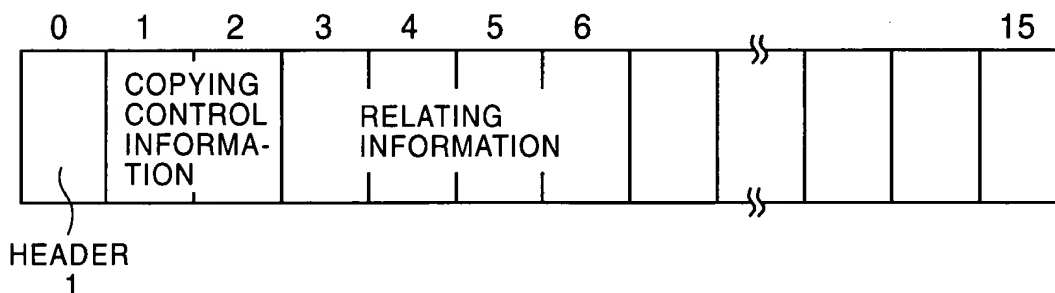 0 1 2 3 4 5 6 15
COPYING
CONTROL
INFORMA-
TION
RELATING
INFORMATION
HEADER
1